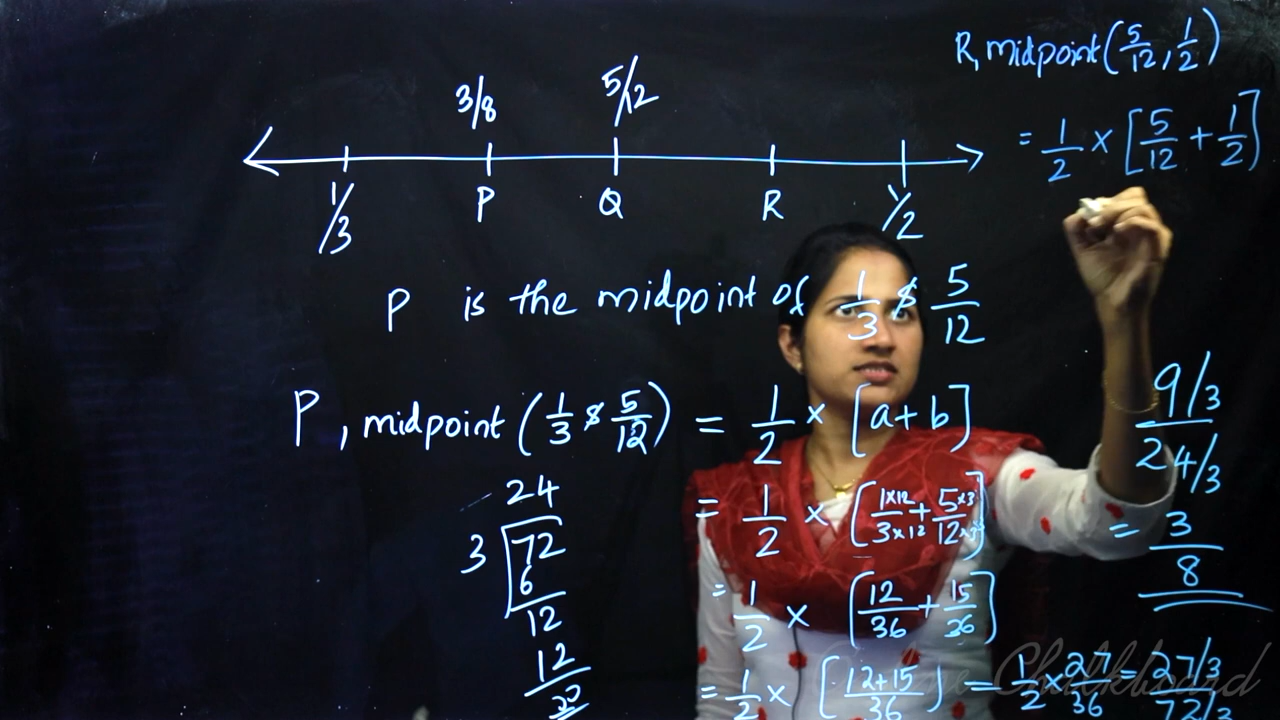 R, midpoint(5/12, 1/2)
= 1/2 × [5/12 + 1/2]
3/8 5/12
1/3 P Q R 1/2
P is the midpoint of 1/3 & 5/12
P, midpoint (1/3 & 5/12) = 1/2 × [a+b]
= 1/2 × [1×12/3×12 + 5×3/12×3]
= 1/2 × [12/36 + 15/36]
= 1/2 × [12+15/36] = 1/2 × 27/36 = 27/3
72/3
9/3
24/3
= 3/8
24
3 72
6
12
12
Chalkboard